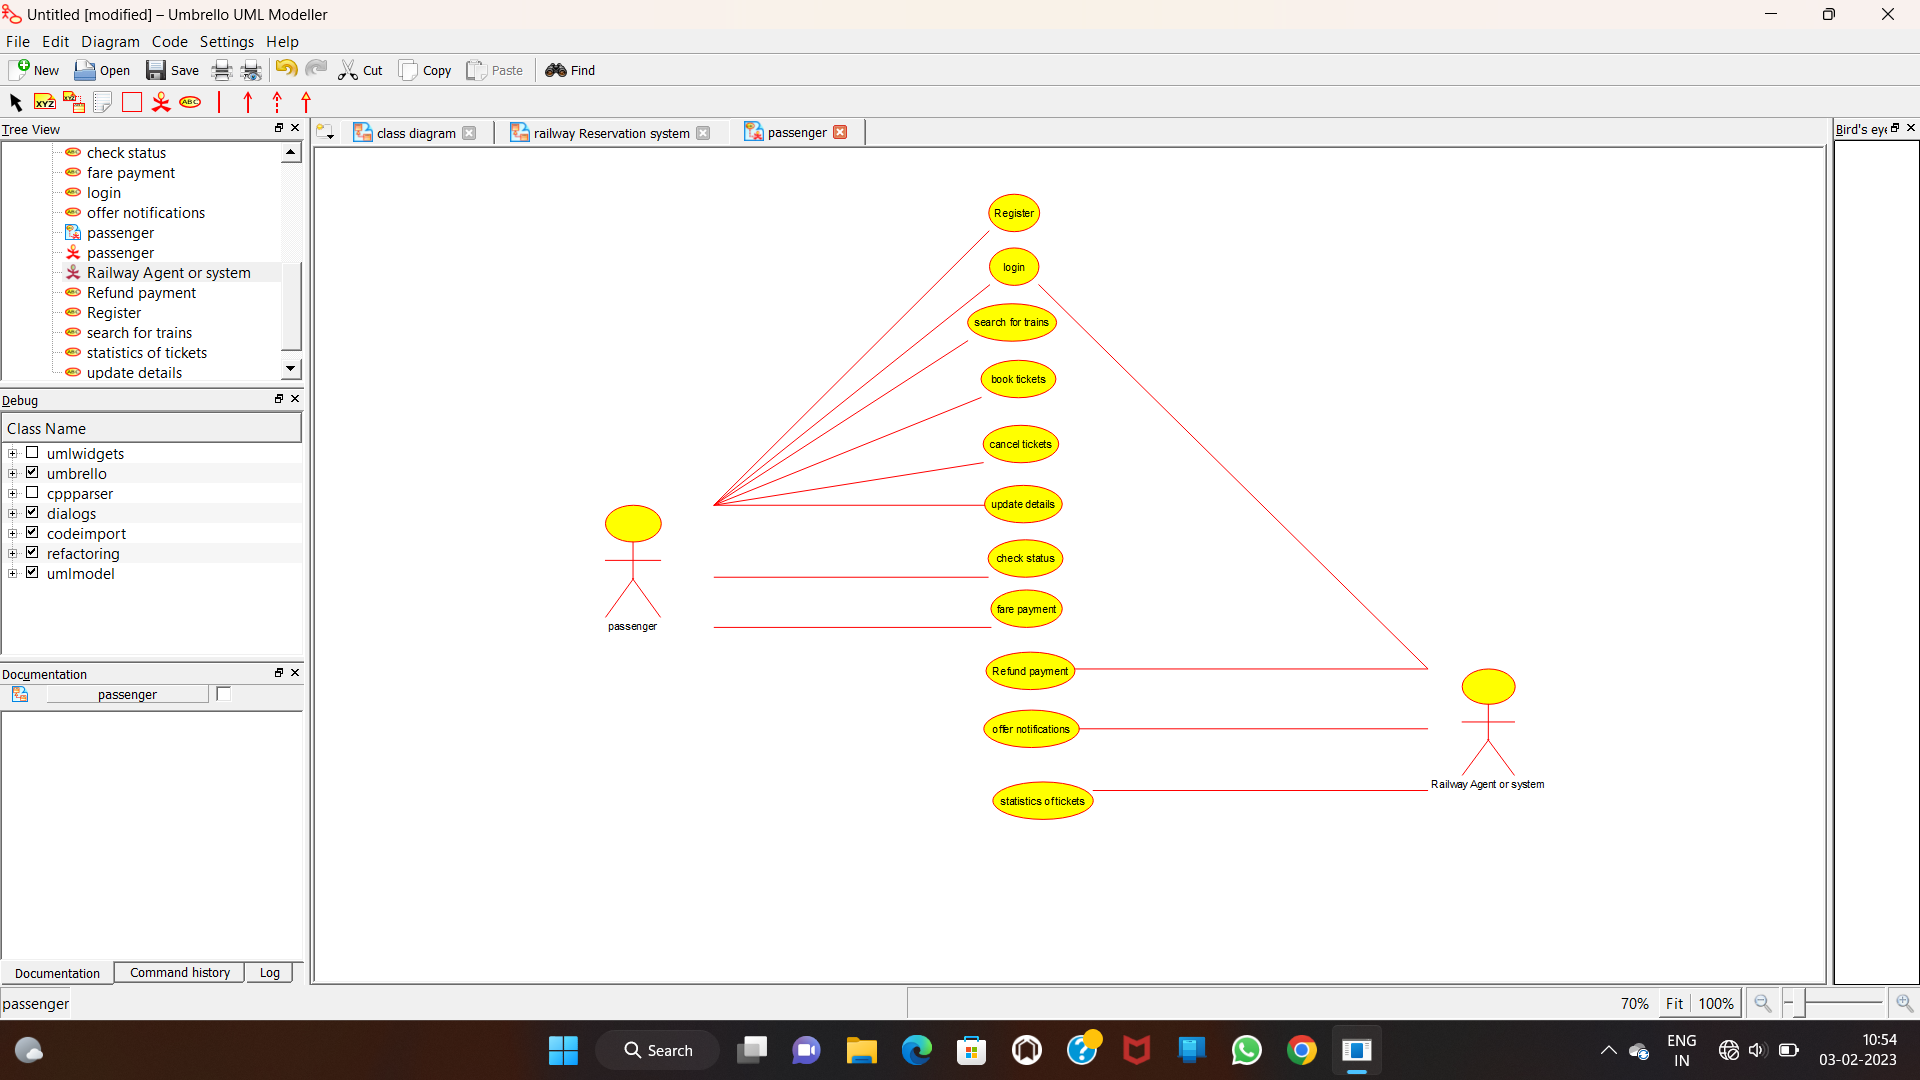 Untitled [modified] – Umbrello UML Modeller
File Edit Diagram Code Settings Help
New Open Save Cut Copy Paste Find
XYZ XYZ ABC
Tree View
class diagram railway Reservation system passenger
Bird's eye
check status
fare payment
login
offer notifications
passenger
passenger
Railway Agent or system
Refund payment
Register
search for trains
statistics of tickets
update details
Debug
Class Name
umlwidgets
umbrello
cppparser
dialogs
codeimport
refactoring
umlmodel
Documentation
passenger
Documentation Command history Log
Register
login
search for trains
book tickets
cancel tickets
update details
check status
fare payment
Refund payment
offer notifications
statistics of tickets
passenger
Railway Agent or system
passenger
70% Fit 100%
Search
ENG
IN
10:54
03-02-2023